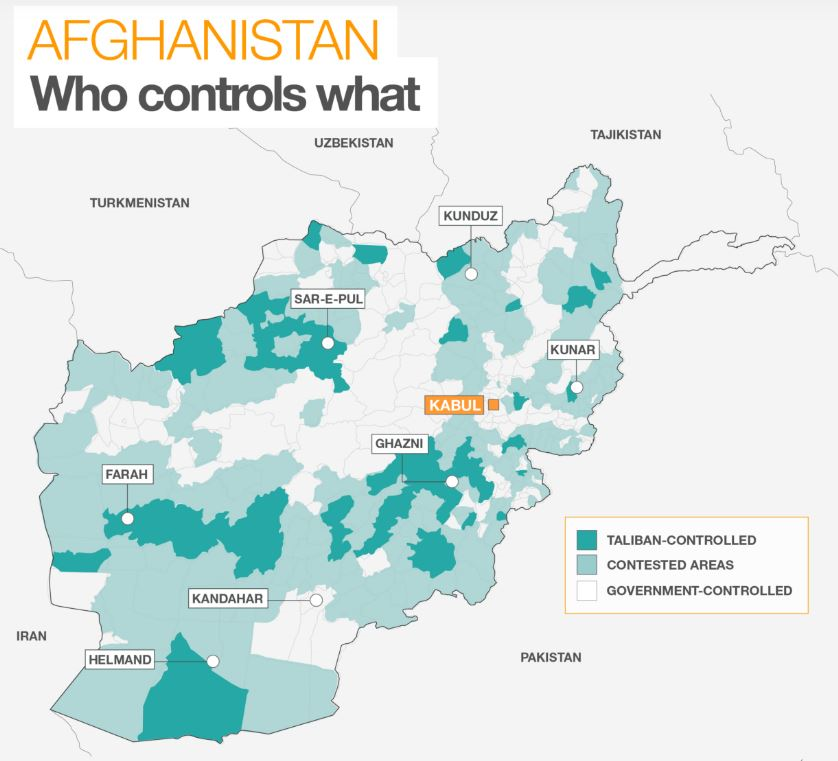 AFGHANISTAN
Who controls what
UZBEKISTAN
TAJIKISTAN
TURKMENISTAN
KUNDUZ
SAR-E-PUL
KUNAR
KABUL
GHAZNI
FARAH
TALIBAN-CONTROLLED
CONTESTED AREAS
GOVERNMENT-CONTROLLED
KANDAHAR
IRAN
HELMAND
PAKISTAN